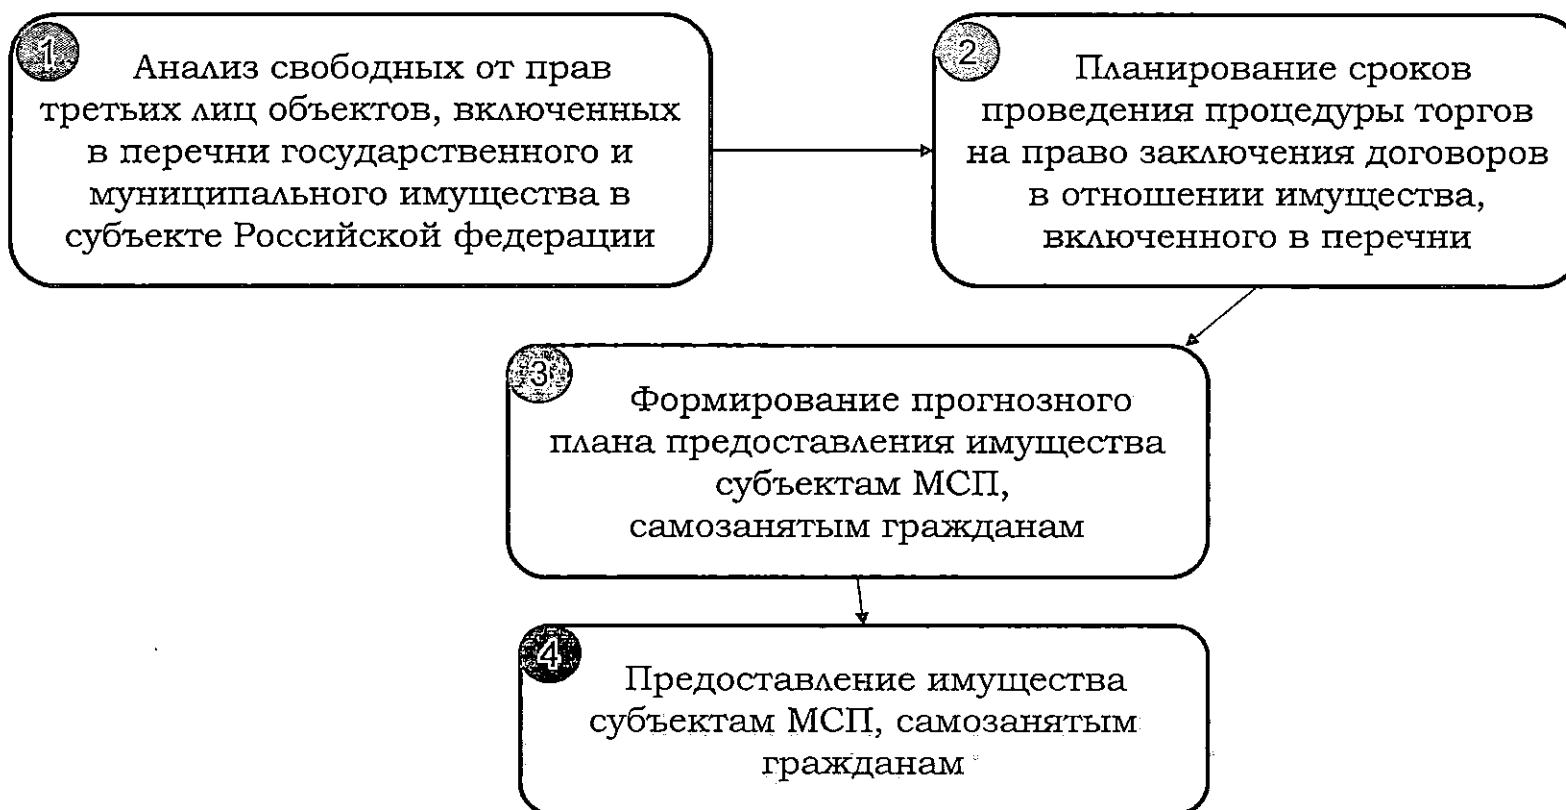 1
Анализ свободных от прав
третьих лиц объектов, включенных
в перечни государственного и
муниципального имущества в
субъекте Российской федерации
2
Планирование сроков
проведения процедуры торгов
на право заключения договоров
в отношении имущества,
включенного в перечни
3
Формирование прогнозного
плана предоставления имущества
субъектам МСП,
самозанятым гражданам
4
Предоставление имущества
субъектам МСП, самозанятым
гражданам